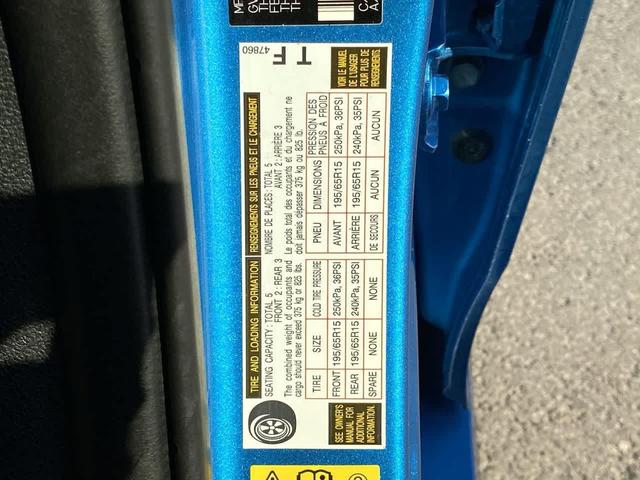 TIRE AND LOADING INFORMATION
SEATING CAPACITY : TOTAL 5
FRONT 2 : REAR 3
The combined weight of occupants and
cargo should never exceed 375 kg or 825 lbs.
TIRE SIZE COLD TIRE PRESSURE
FRONT 195/65R15 250kPa, 36PSI
REAR 195/65R15 240kPa, 35PSI
SPARE NONE NONE
SEE OWNER'S
MANUAL FOR
ADDITIONAL
INFORMATION.
RENSEIGNEMENTS SUR LES PNEUS ET LE CHARGEMENT
NOMBRE DE PLACES : TOTAL 5
AVANT 2 : ARRIÈRE 3
Le poids total des occupants et du chargement ne
doit jamais dépasser 375 kg ou 825 lb.
PNEU DIMENSIONS PRESSION DES
PNEUS À FROID
AVANT 195/65R15 250kPa, 36PSI
ARRIÈRE 195/65R15 240kPa, 35PSI
DE SECOURS AUCUN AUCUN
VOIR LE MANUEL
DE L'USAGER
POUR PLUS DE
RENSEIGNEMENTS.
47860
T F